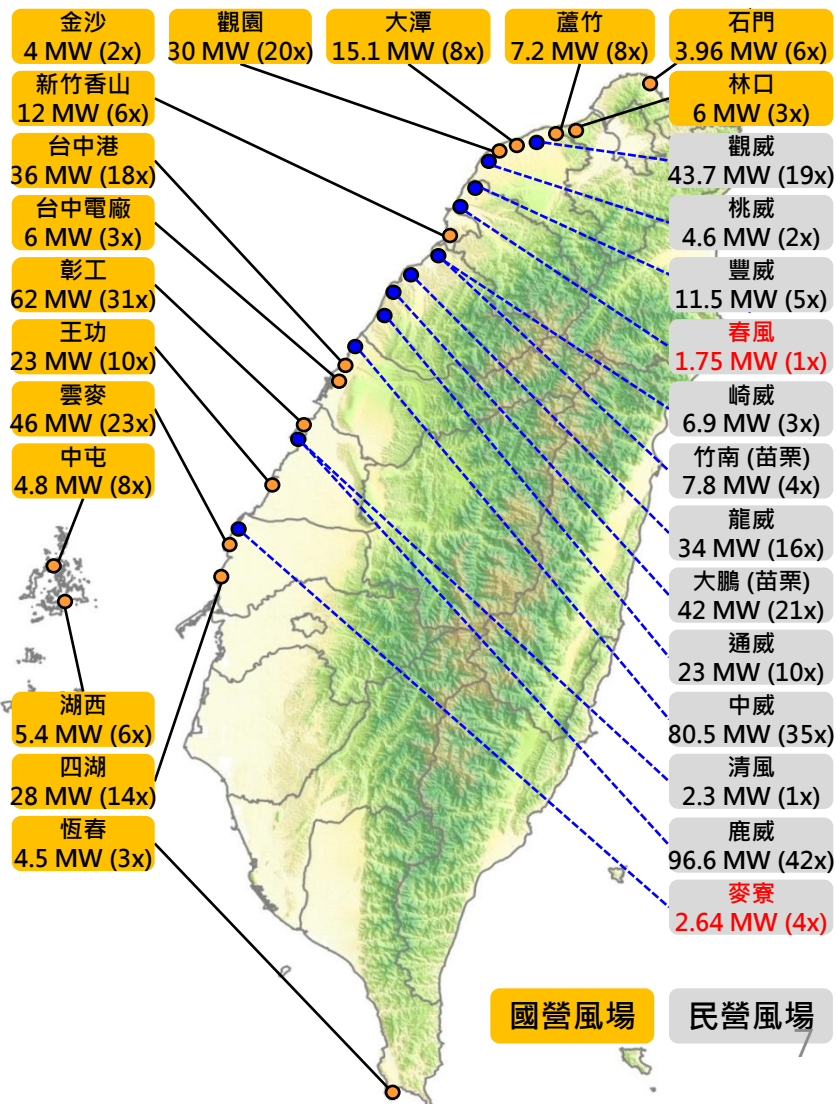 金沙
4 MW (2x)
觀園
30 MW (20x)
大潭
15.1 MW (8x)
蘆竹
7.2 MW (8x)
石門
3.96 MW (6x)
新竹香山
12 MW (6x)
台中港
36 MW (18x)
台中電廠
6 MW (3x)
彰工
62 MW (31x)
王功
23 MW (10x)
雲麥
46 MW (23x)
中屯
4.8 MW (8x)
湖西
5.4 MW (6x)
四湖
28 MW (14x)
恆春
4.5 MW (3x)
林口
6 MW (3x)
觀威
43.7 MW (19x)
桃威
4.6 MW (2x)
豐威
11.5 MW (5x)
春風
1.75 MW (1x)
崎威
6.9 MW (3x)
竹南 (苗栗)
7.8 MW (4x)
龍威
34 MW (16x)
大鵬 (苗栗)
42 MW (21x)
通威
23 MW (10x)
中威
80.5 MW (35x)
清風
2.3 MW (1x)
鹿威
96.6 MW (42x)
麥寮
2.64 MW (4x)
國營風場
民營風場
7